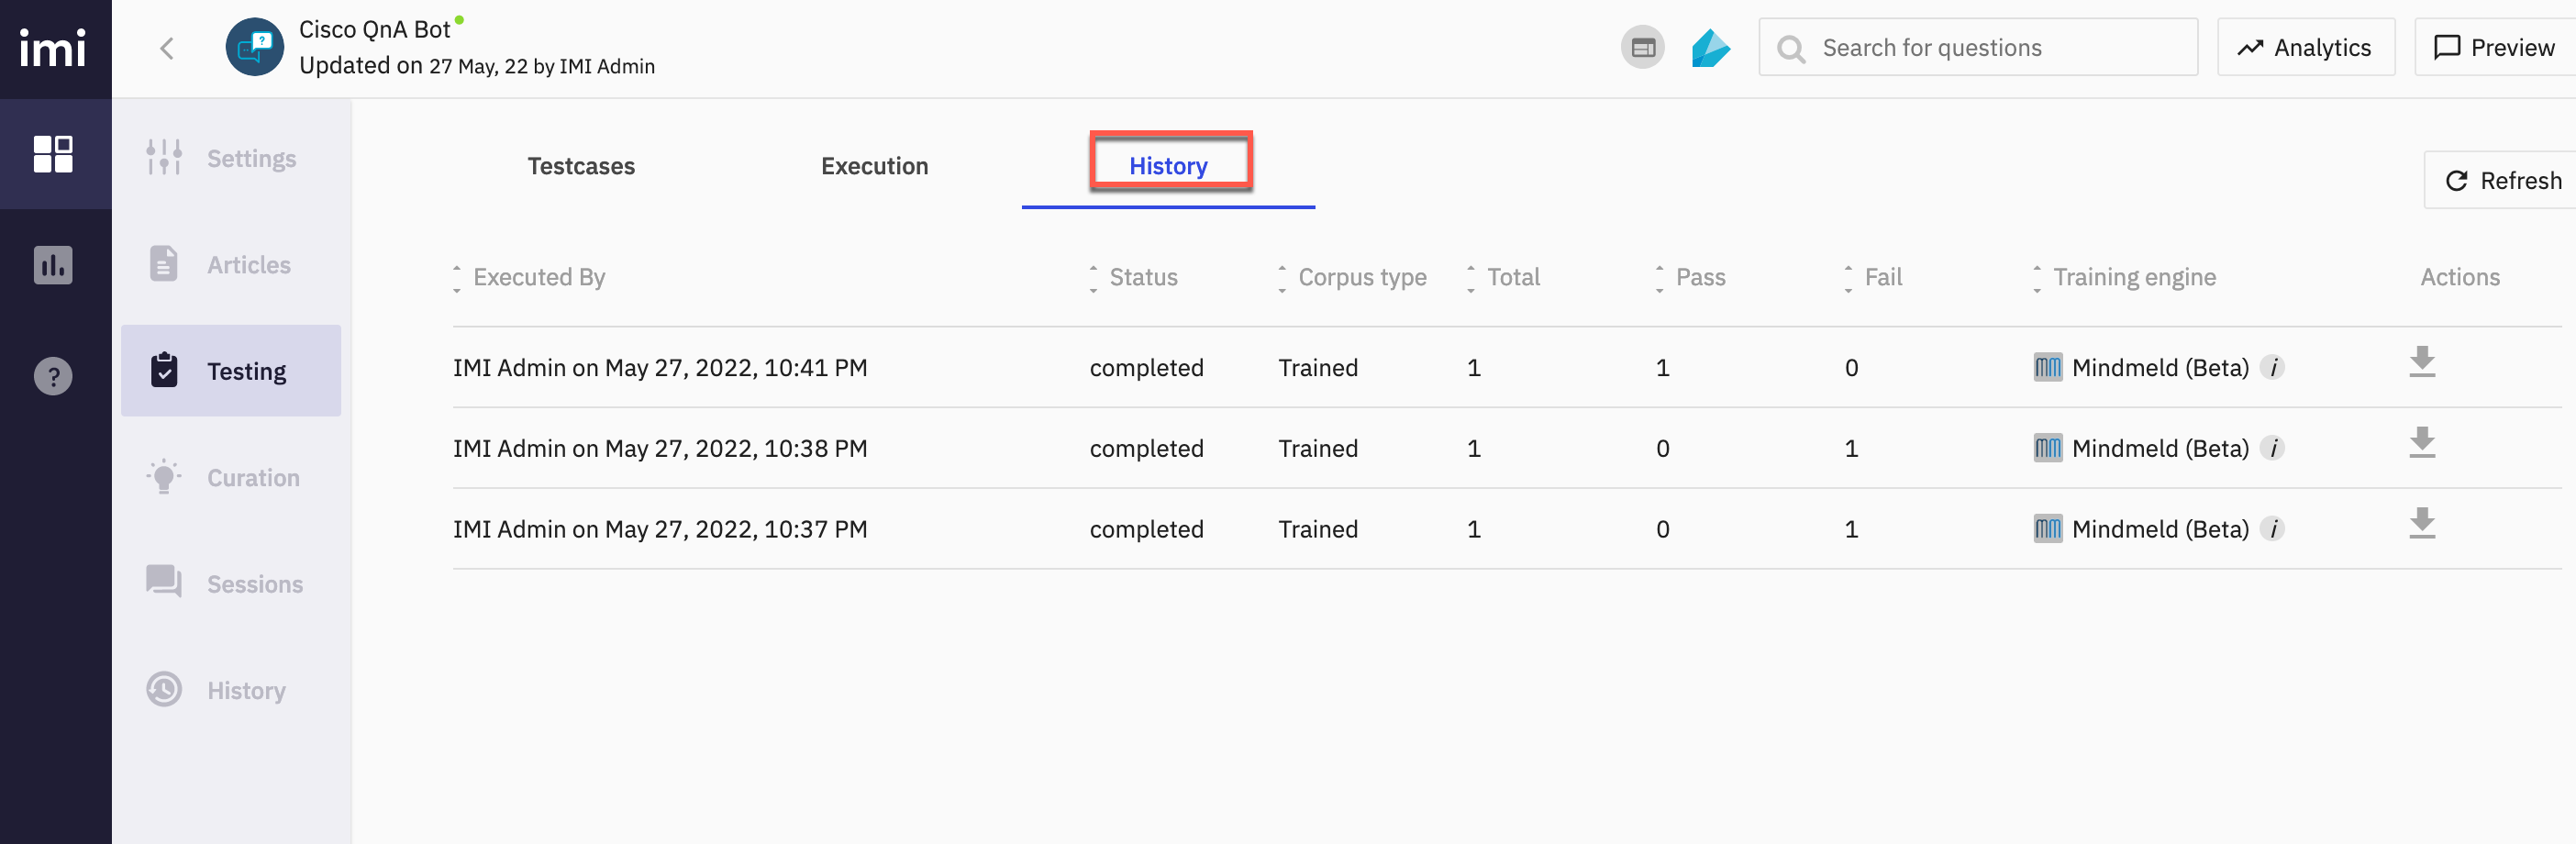 imi
Cisco QnA Bot
Updated on 27 May, 22 by IMI Admin
Search for questions
Analytics
Preview
Settings
Articles
Testing
Curation
Sessions
History
Testcases Execution History
Refresh
Executed By Status Corpus type Total Pass Fail Training engine Actions
IMI Admin on May 27, 2022, 10:41 PM completed Trained 1 1 0 Mindmeld (Beta) i
IMI Admin on May 27, 2022, 10:38 PM completed Trained 1 0 1 Mindmeld (Beta) i
IMI Admin on May 27, 2022, 10:37 PM completed Trained 1 0 1 Mindmeld (Beta) i